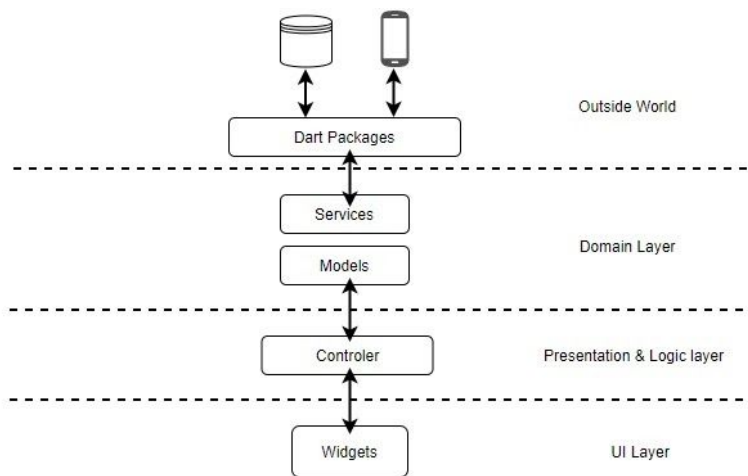 Outside World
Dart Packages
Services
Domain Layer
Models
Controler
Presentation & Logic layer
Widgets
UI Layer